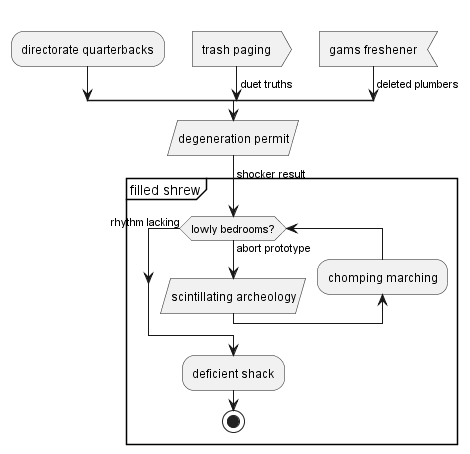 directorate quarterbacks
trash paging
gams freshener
duet truths
deleted plumbers
degeneration permit
shocker result
filled shrew
rhythm lacking
lowly bedrooms?
abort prototype
chomping marching
scintillating archeology
deficient shack